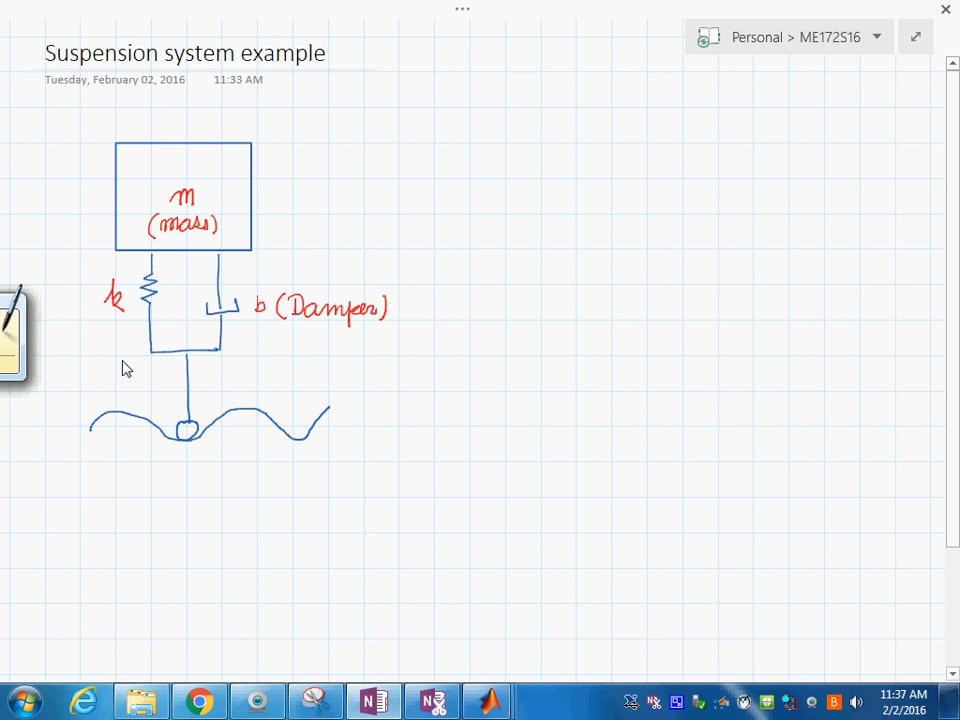 Personal > ME172S16
Suspension system example
Tuesday, February 02, 2016 11:33 AM
m
(mass)
k
b (Damper)
11:37 AM
2/2/2016